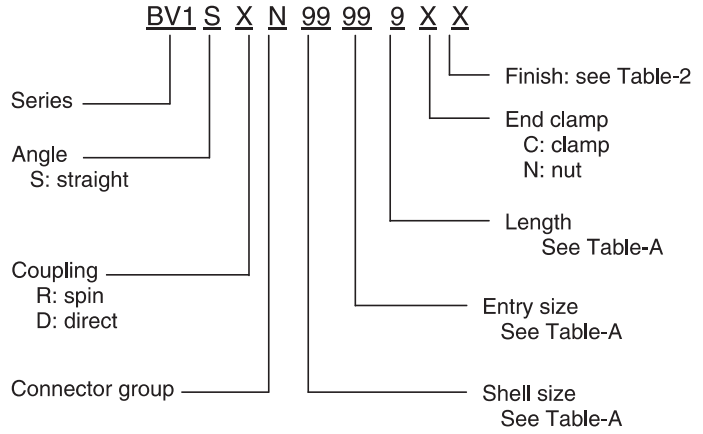 BV1 S X N 99 99 9 X X
Series
Angle
S: straight
Coupling
R: spin
D: direct
Connector group
Finish: see Table-2
End clamp
C: clamp
N: nut
Length
See Table-A
Entry size
See Table-A
Shell size
See Table-A